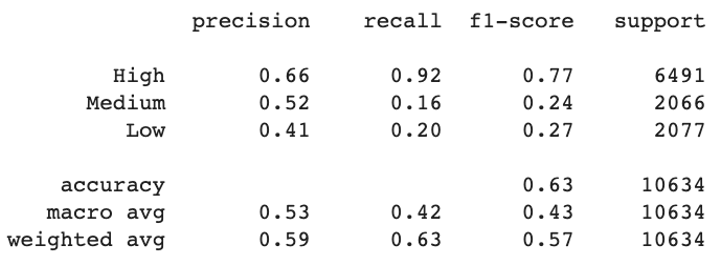 precision recall f1-score support
High 0.66 0.92 0.77 6491
Medium 0.52 0.16 0.24 2066
Low 0.41 0.20 0.27 2077
accuracy 0.63 10634
macro avg 0.53 0.42 0.43 10634
weighted avg 0.59 0.63 0.57 10634